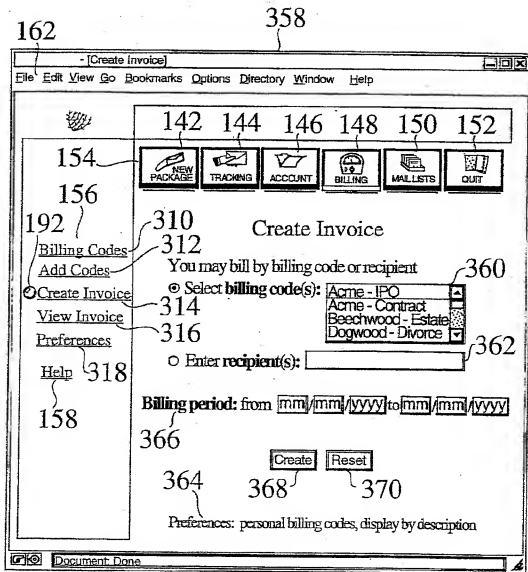 358
162
- [Create Invoice]
File Edit View Go Bookmarks Options Directory Window Help
142 144 146 148 150 152
154
NEW PACKAGE TRACKING ACCOUNT BILLING MAIL LISTS QUIT
156
192
Create Invoice
Billing Codes 310
312
Add Codes
You may bill by billing code or recipient
360
Create Invoice 314
Select billing code(s): Acme - IPO
Acme - Contract
View Invoice 316
Beechwood - Estate
Dogwood - Divorce
Preferences 318
362
Enter recipient(s):
Help
158
Billing period: from mm/mm/yyyy to mm/mm/yyyy
366
Create Reset
364 368 370
Preferences: personal billing codes, display by description
Document: Done